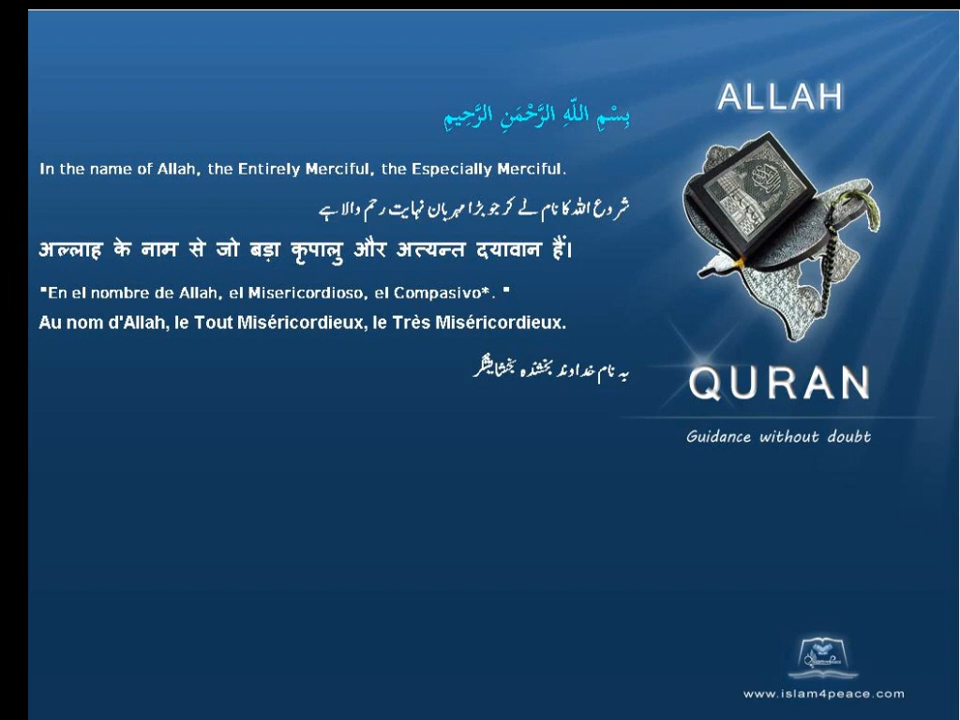 بِسْمِ اللَّهِ الرَّحْمَنِ الرَّحِيمِ
In the name of Allah, the Entirely Merciful, the Especially Merciful.
شروع اللہ کا نام لے کر جو بڑا مہربان نہایت رحم والا ہے
अल्लाह के नाम से जो बड़ा कृपालु और अत्यन्त दयावान हैं।
"En el nombre de Allah, el Misericordioso, el Compasivo*. "
Au nom d'Allah, le Tout Miséricordieux, le Très Miséricordieux.
به نام خداوند بخشنده بخشایشگر
ALLAH
QURAN
Guidance without doubt
www.islam4peace.com